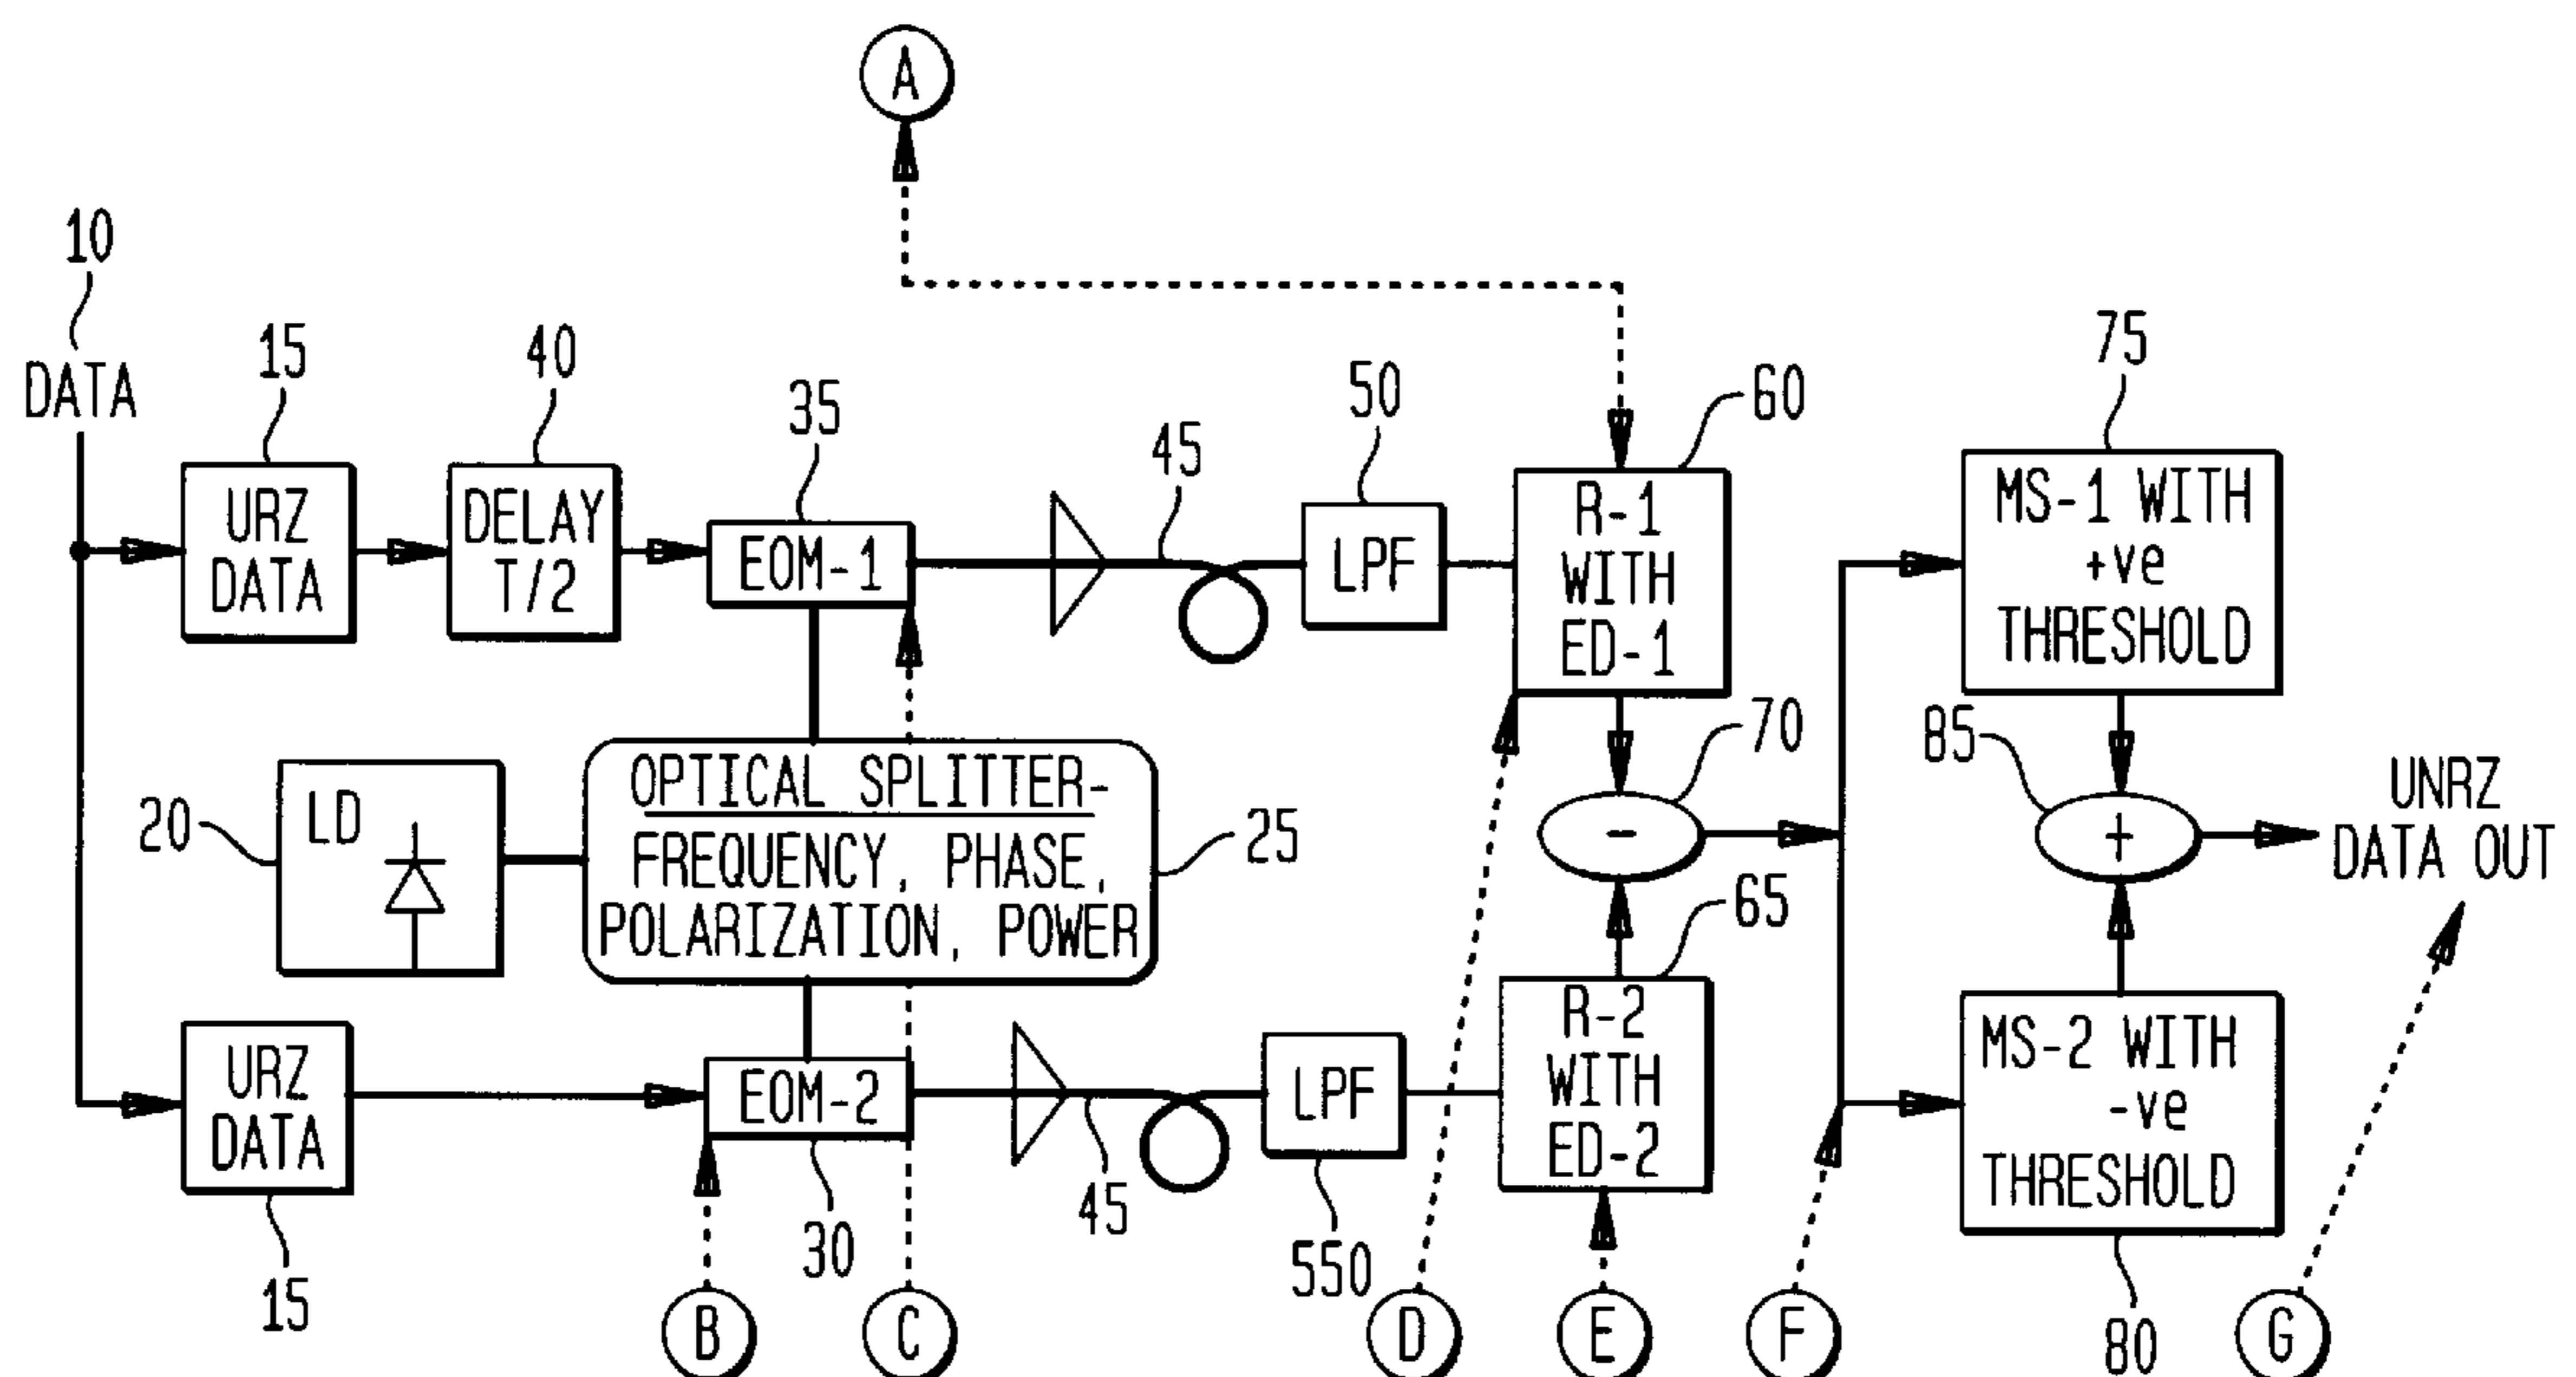 A
10
DATA
15
URZ
DATA
40
DELAY
T/2
35
EOM-1
45
50
LPF
60
R-1
WITH
ED-1
75
MS-1 WITH
+ve
THRESHOLD
20
LD
OPTICAL SPLITTER-
FREQUENCY, PHASE,
POLARIZATION, POWER
25
70
-
85
+
UNRZ
DATA OUT
URZ
DATA
15
EOM-2
30
45
LPF
550
65
R-2
WITH
ED-2
MS-2 WITH
-ve
THRESHOLD
80
B
C
D
E
F
G